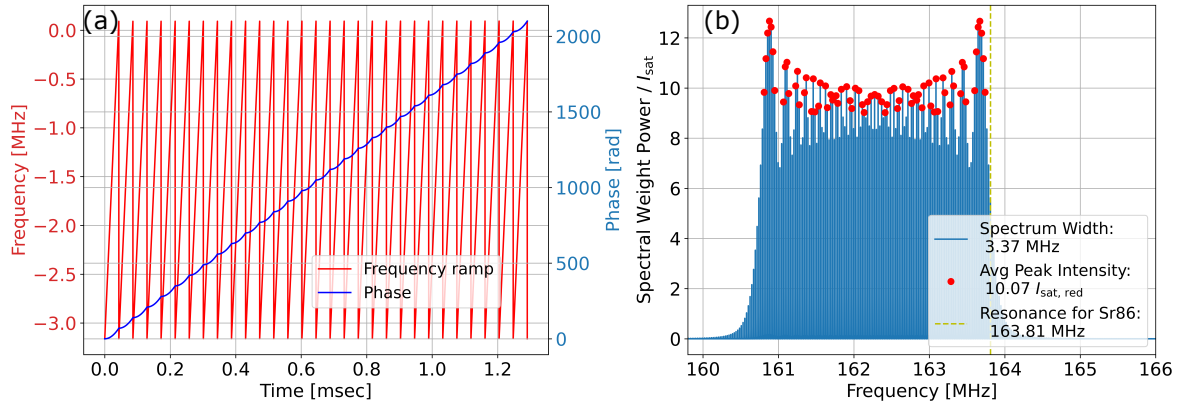 (a)
0.0
−0.5
−1.0
−1.5
−2.0
−2.5
−3.0
Frequency [MHz]
0.0 0.2 0.4 0.6 0.8 1.0 1.2
Time [msec]
2000
1500
1000
500
0
Phase [rad]
Frequency ramp
Phase
(b)
12
10
8
6
4
2
0
Spectral Weight Power / Isat
160 161 162 163 164 165 166
Frequency [MHz]
Spectrum Width:
3.37 MHz
Avg Peak Intensity:
10.07 Isat, red
Resonance for Sr86:
163.81 MHz